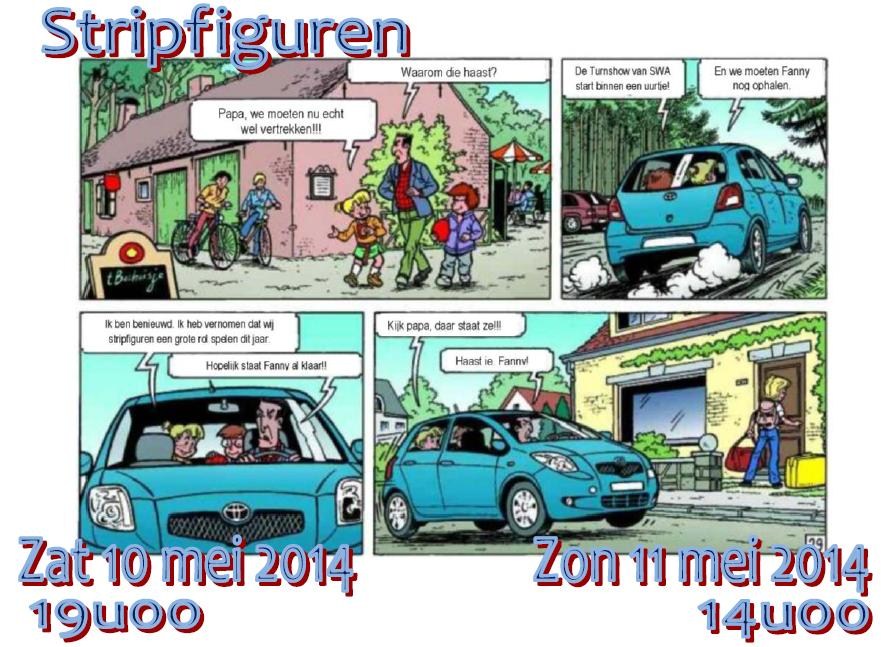 Stripfiguren
Waarom die haast?
Papa, we moeten nu echt
wel vertrekken!!!
't Bachuisje
De Turnshow van SWA
start binnen een uurtje!
En we moeten Fanny
nog ophalen.
Ik ben benieuwd. Ik heb vernomen dat wij
stripfiguren een grote rol spelen dit jaar.
Hopelijk staat Fanny al klaar!!
Kijk papa, daar staat ze!!!
Haast je, Fanny!
29
Zat 10 mei 2014
19u00
Zon 11 mei 2014
14u00